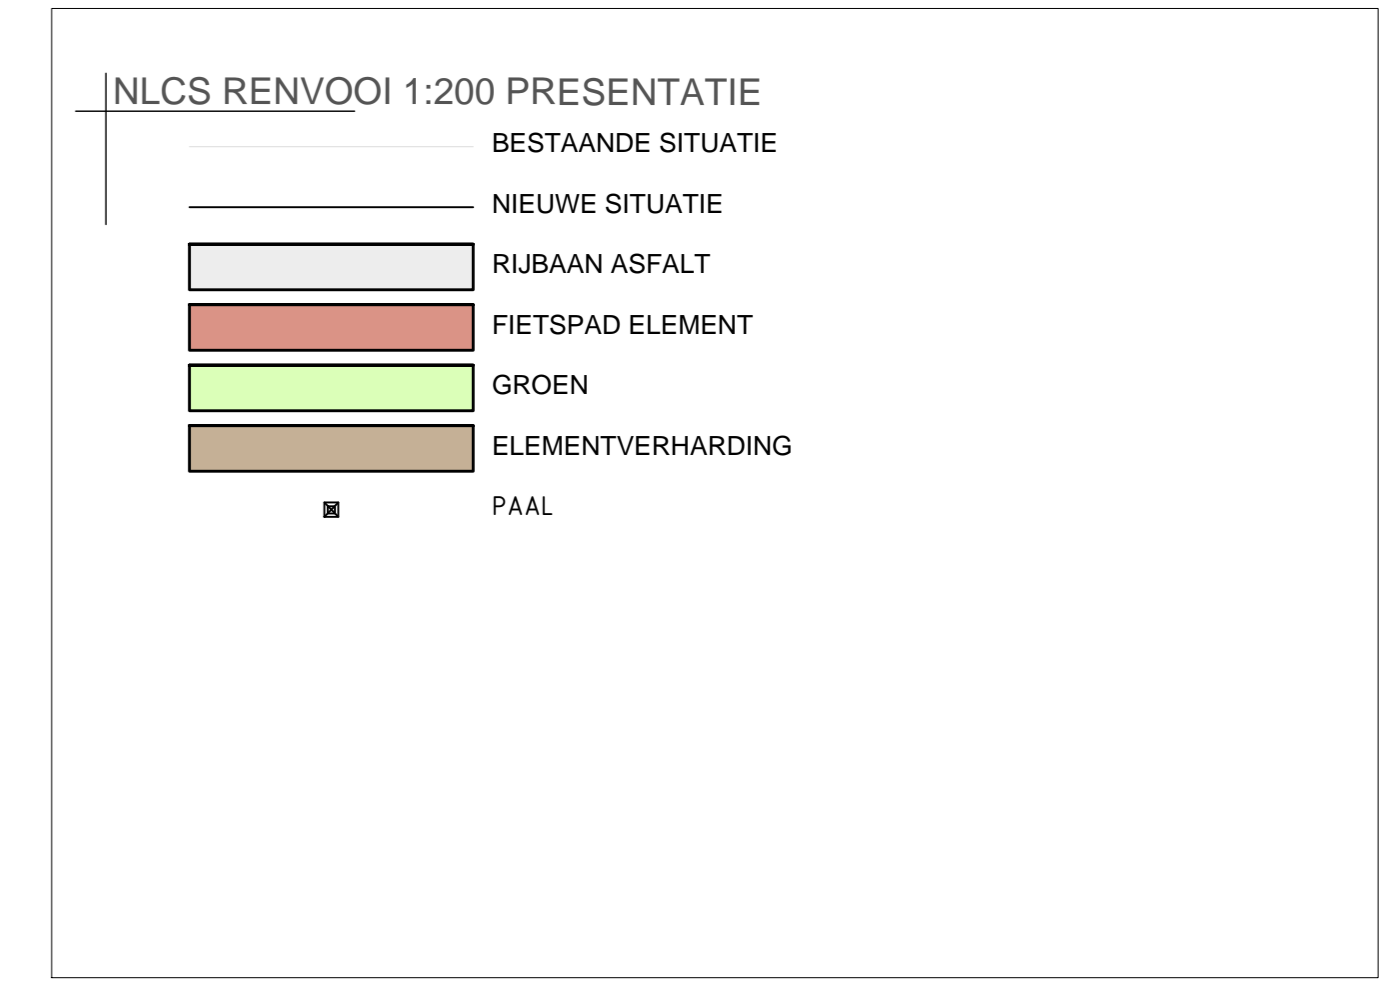 NLCS RENVOOI 1:200 PRESENTATIE
BESTAANDE SITUATIE
NIEUWE SITUATIE
RIJBAAN ASFALT
FIETSPAD ELEMENT
GROEN
ELEMENTVERHARDING
PAAL